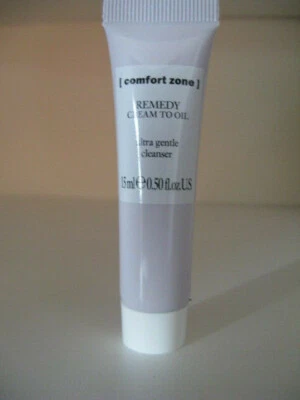 [ comfort zone ]
REMEDY
CREAM TO OIL
ultra gentle
cleanser
15 ml ℮ 0.50 fl.oz.U.S.